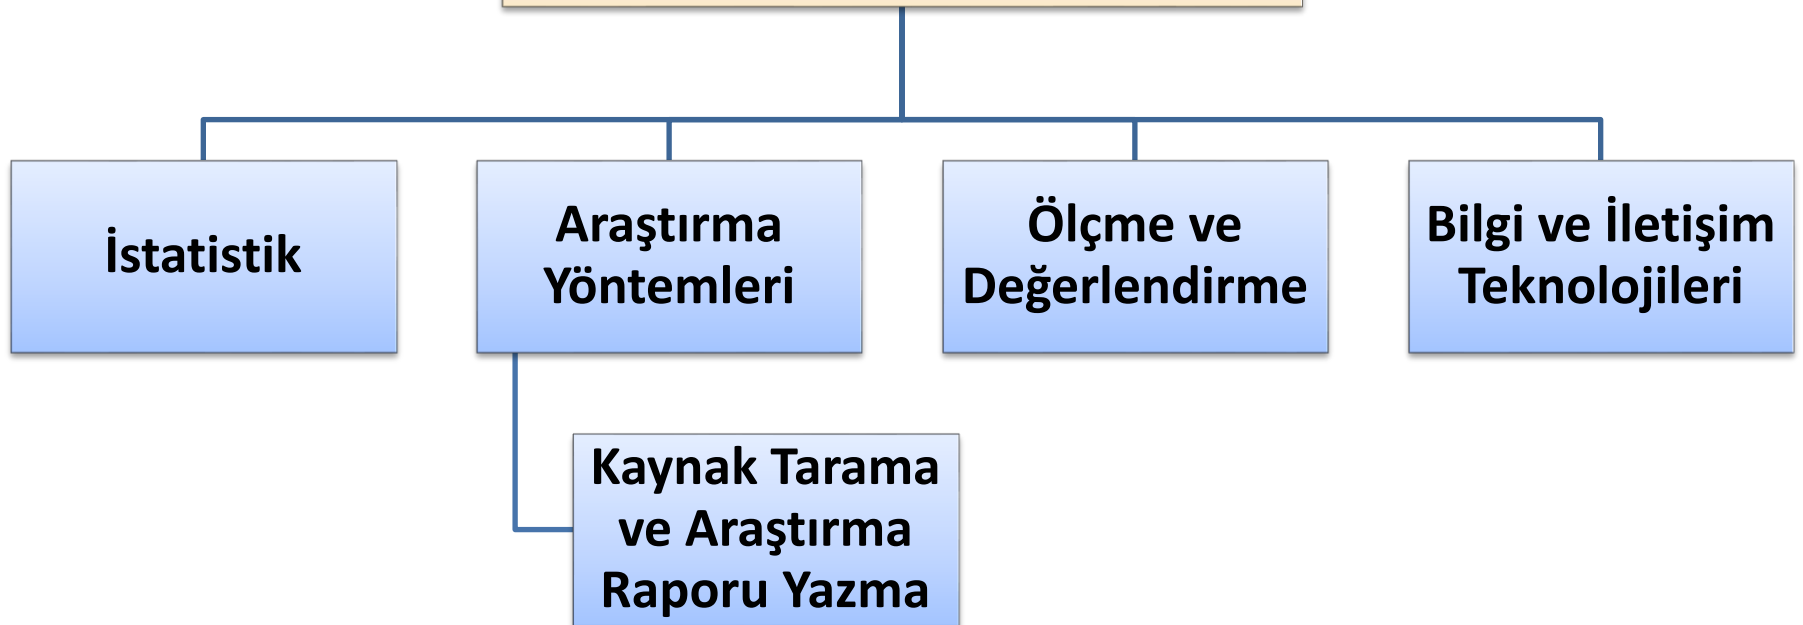 İstatistik
Araştırma
Yöntemleri
Ölçme ve
Değerlendirme
Bilgi ve İletişim
Teknolojileri
Kaynak Tarama
ve Araştırma
Raporu Yazma